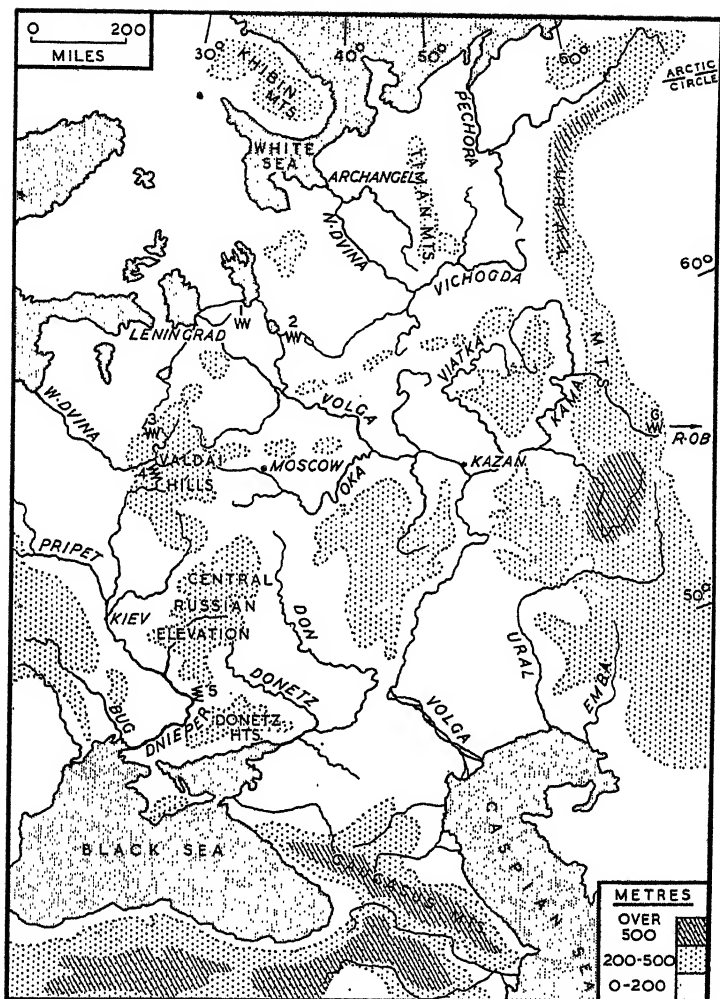 0 200
MILES
30° 40° 50° 60°
ARCTIC
CIRCLE
KHIBIN
MTS.
PECHORA
WHITE
SEA
ARCHANGEL
TIMAN MTS
URAL
MTS
N·DVINA
VICHOGDA
60°
1
2
LENINGRAD
VIATKA
W·DVINA
VOLGA
KAMA
6
R·OB
3
VALDAI
HILLS
4
MOSCOW
OKA
KAZAN
PRIPET
CENTRAL
RUSSIAN
ELEVATION
KIEV
DON
50°
URAL
EMBA
DONETZ
5
BUG
DNIEPER
DONETZ
HTS.
VOLGA
BLACK SEA
CASPIAN SEA
CAUCASUS MTS
METRES
OVER
500
200-500
0-200